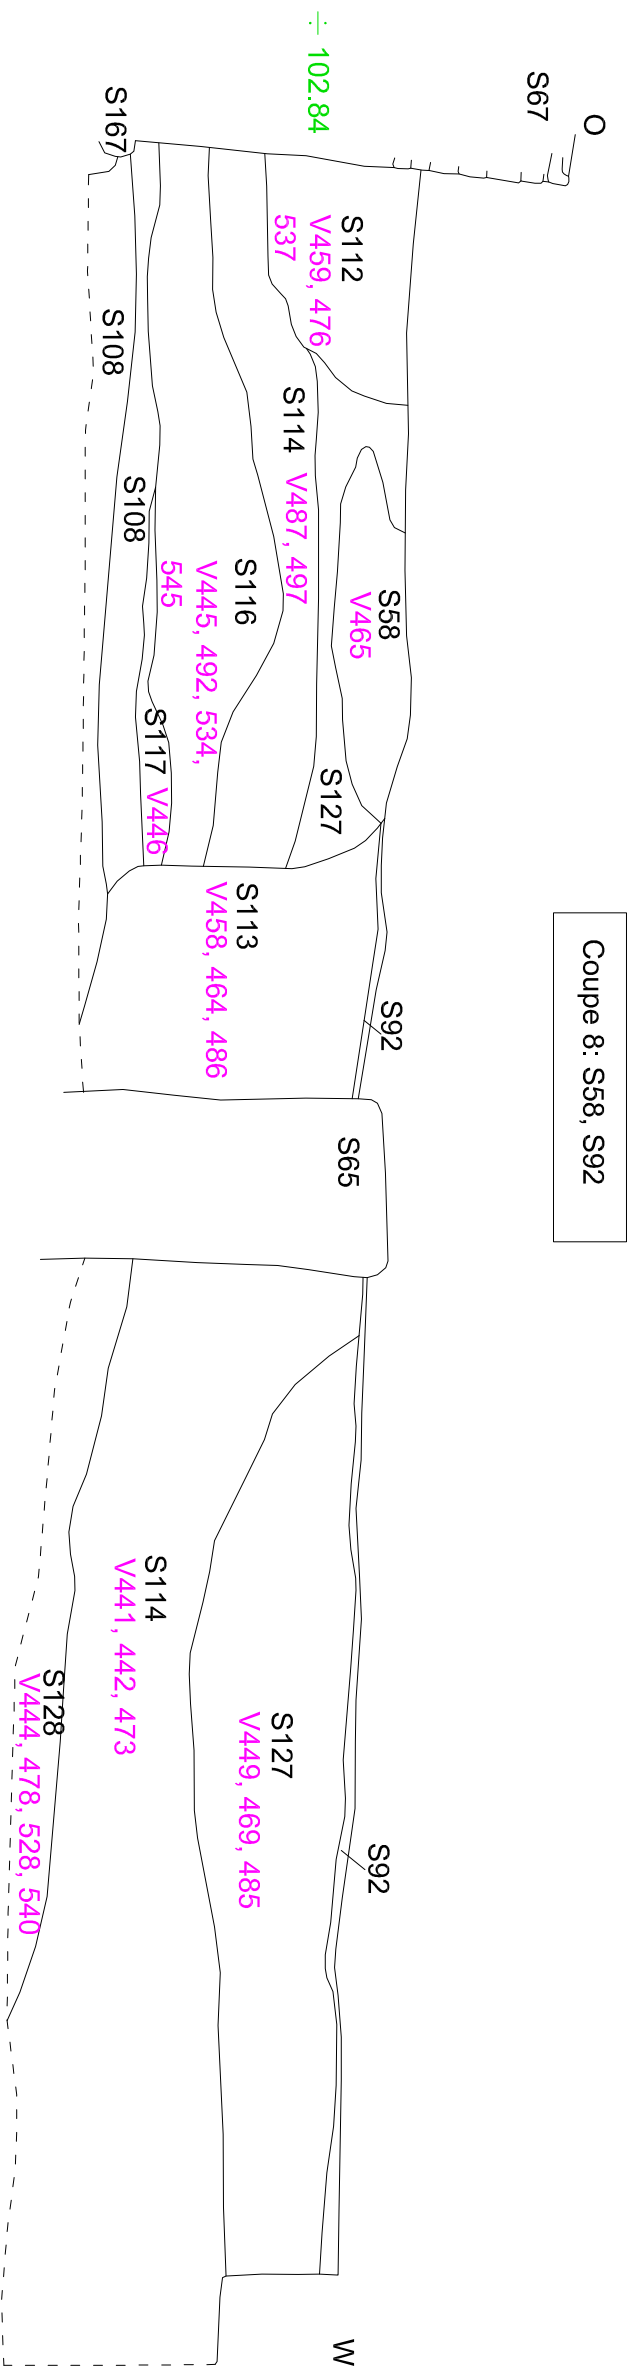 O
S67
÷ 102.84
S167
S112
V459, 476
537
S108
S114 V487, 497
S108
S116
V445, 492, 534,
545
S58
V465
S117 V446
S127
S113
V458, 464, 486
S92
Coupe 8: S58, S92
S65
S114
V441, 442, 473
S128
V444, 478, 528, 540
S127
V449, 469, 485
S92
W